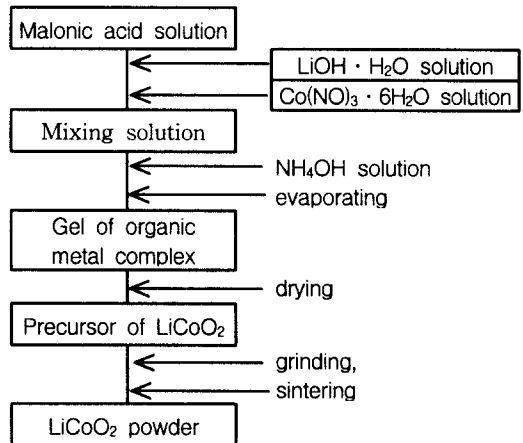 Malonic acid solution
LiOH · H₂O solution
Co(NO)₃ · 6H₂O solution
Mixing solution
NH₄OH solution
evaporating
Gel of organic
metal complex
drying
Precursor of LiCoO₂
grinding,
sintering
LiCoO₂ powder